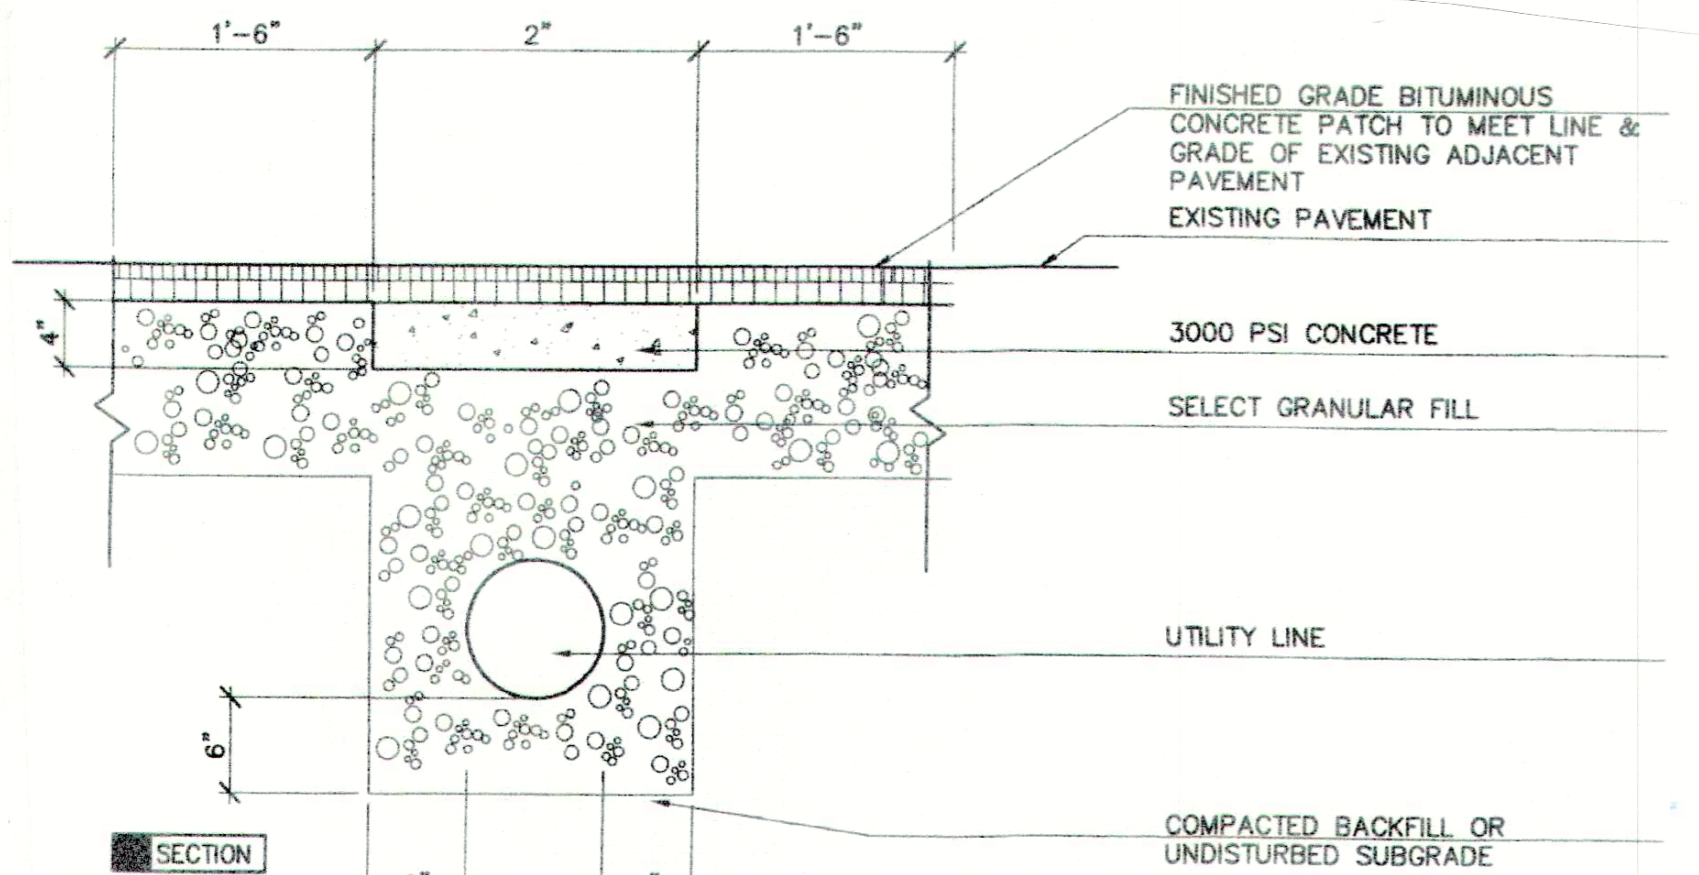 1'-6" 2" 1'-6"
FINISHED GRADE BITUMINOUS
CONCRETE PATCH TO MEET LINE &
GRADE OF EXISTING ADJACENT
PAVEMENT
EXISTING PAVEMENT
4"
3000 PSI CONCRETE
SELECT GRANULAR FILL
UTILITY LINE
6"
COMPACTED BACKFILL OR
UNDISTURBED SUBGRADE
SECTION